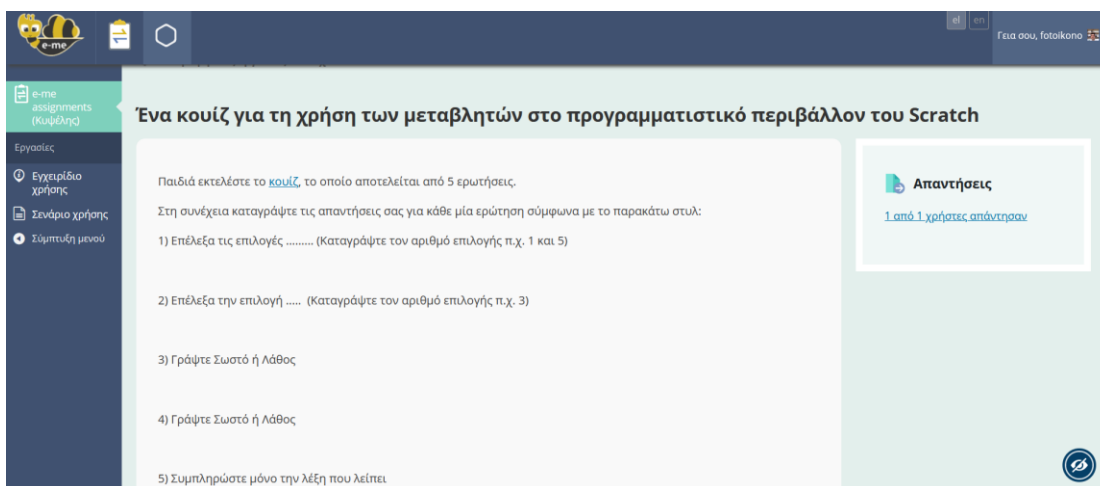 e-me
el en
Γεια σου, fotoikono
e-me
assignments
(Κυψέλης)
Εργασίες
Εγχειρίδιο
χρήσης
Σενάριο χρήσης
Σύμπτυξη μενού
Ένα κουίζ για τη χρήση των μεταβλητών στο προγραμματιστικό περιβάλλον του Scratch
Παιδιά εκτελέστε το κουίζ, το οποίο αποτελείται από 5 ερωτήσεις.
Στη συνέχεια καταγράψτε τις απαντήσεις σας για κάθε μία ερώτηση σύμφωνα με το παρακάτω στυλ:
1) Επέλεξα τις επιλογές ......... (Καταγράψτε τον αριθμό επιλογής π.χ. 1 και 5)
2) Επέλεξα την επιλογή ..... (Καταγράψτε τον αριθμό επιλογής π.χ. 3)
3) Γράψτε Σωστό ή Λάθος
4) Γράψτε Σωστό ή Λάθος
5) Συμπληρώστε μόνο την λέξη που λείπει
Απαντήσεις
1 από 1 χρήστες απάντησαν